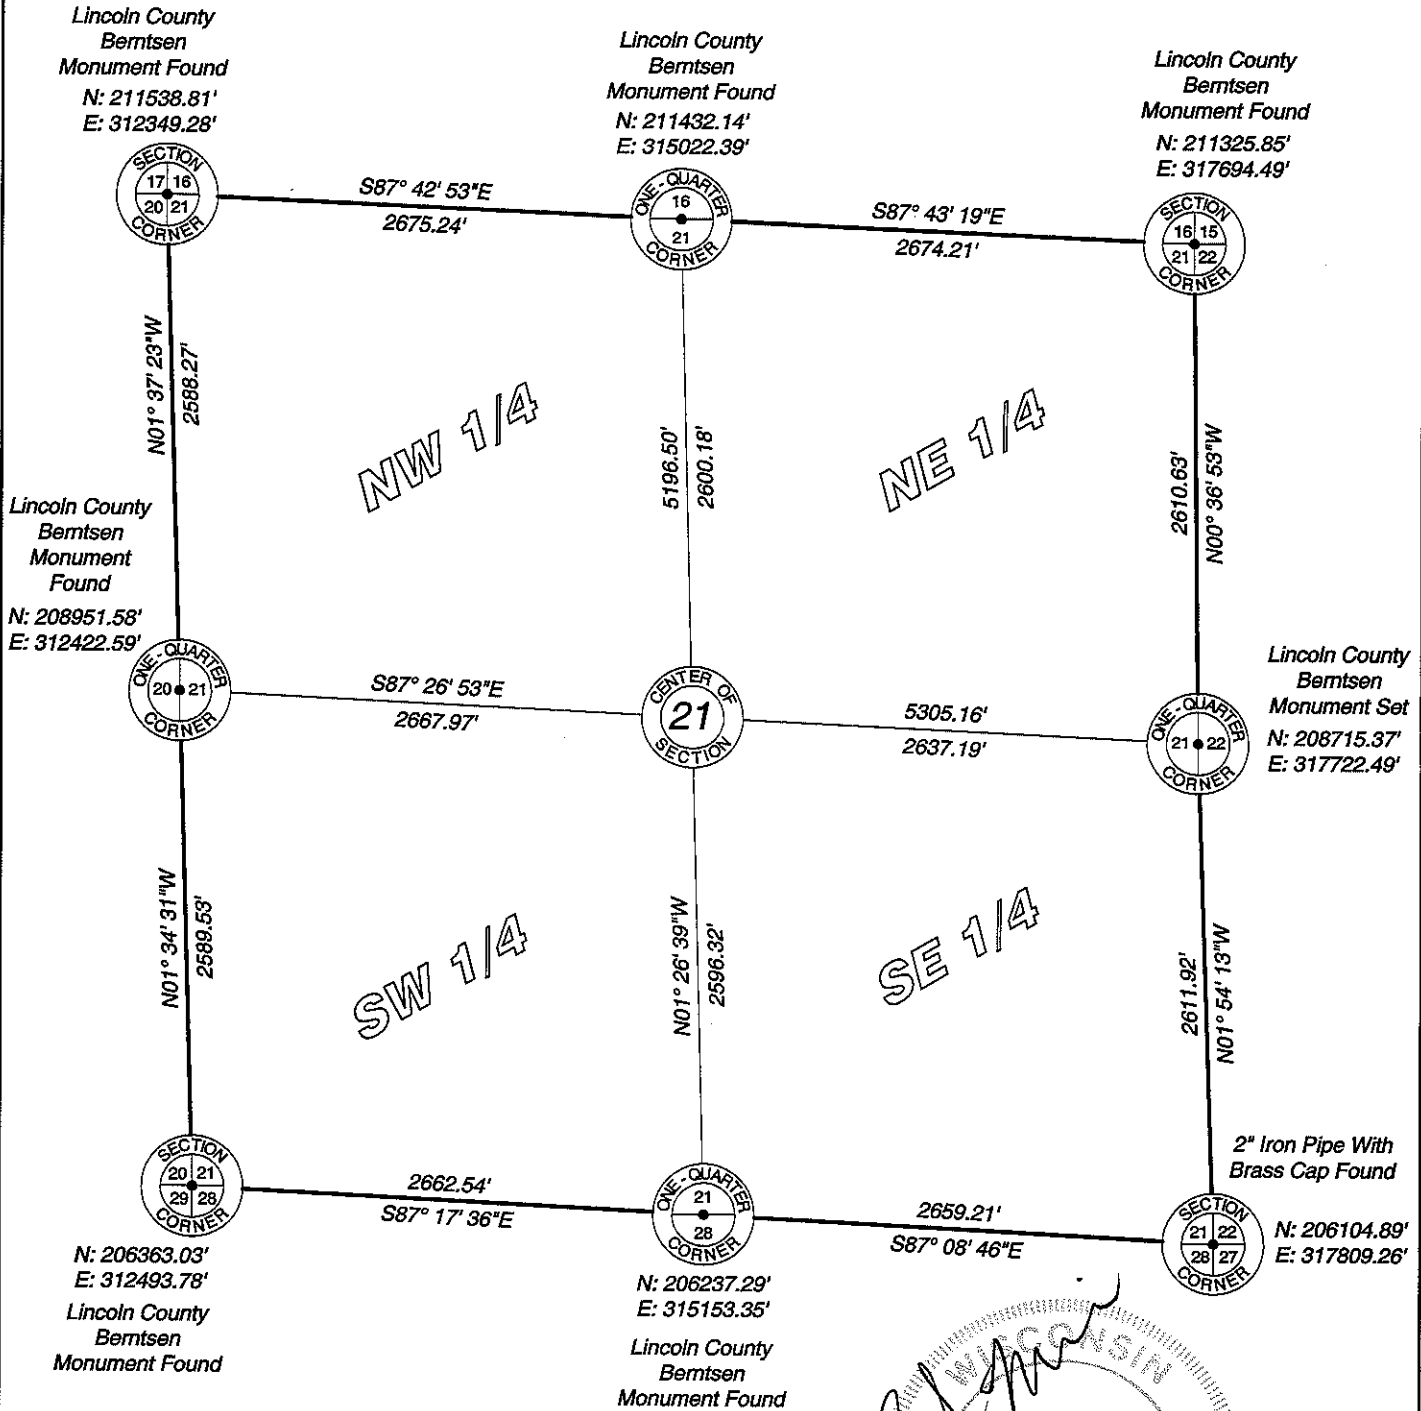 Lincoln County
Berntsen
Monument Found
N: 211538.81'
E: 312349.28'
Lincoln County
Berntsen
Monument Found
N: 211432.14'
E: 315022.39'
Lincoln County
Berntsen
Monument Found
N: 211325.85'
E: 317694.49'
SECTION
17 16
20 21
CORNER
S87° 42' 53"E
2675.24'
ONE-QUARTER
16
21
CORNER
S87° 43' 19"E
2674.21'
SECTION
16 15
21 22
CORNER
N01° 37' 23"W
2588.27'
NW 1/4
5196.50'
2600.18'
NE 1/4
2610.63'
N00° 36' 53"W
Lincoln County
Berntsen
Monument
Found
N: 208951.58'
E: 312422.59'
ONE-QUARTER
20 21
CORNER
S87° 26' 53"E
2667.97'
CENTER OF
21
SECTION
5305.16'
2637.19'
ONE-QUARTER
21 22
CORNER
Lincoln County
Berntsen
Monument Set
N: 208715.37'
E: 317722.49'
N01° 34' 31"W
2589.53'
SW 1/4
N01° 26' 39"W
2596.32'
SE 1/4
2611.92'
N01° 54' 13"W
SECTION
20 21
29 28
CORNER
2662.54'
S87° 17' 36"E
ONE-QUARTER
21
28
CORNER
2659.21'
S87° 08' 46"E
2" Iron Pipe With
Brass Cap Found
SECTION
21 22
28 27
CORNER
N: 206104.89'
E: 317809.26'
N: 206363.03'
E: 312493.78'
Lincoln County
Berntsen
Monument Found
N: 206237.29'
E: 315153.35'
Lincoln County
Berntsen
Monument Found
WISCONSIN